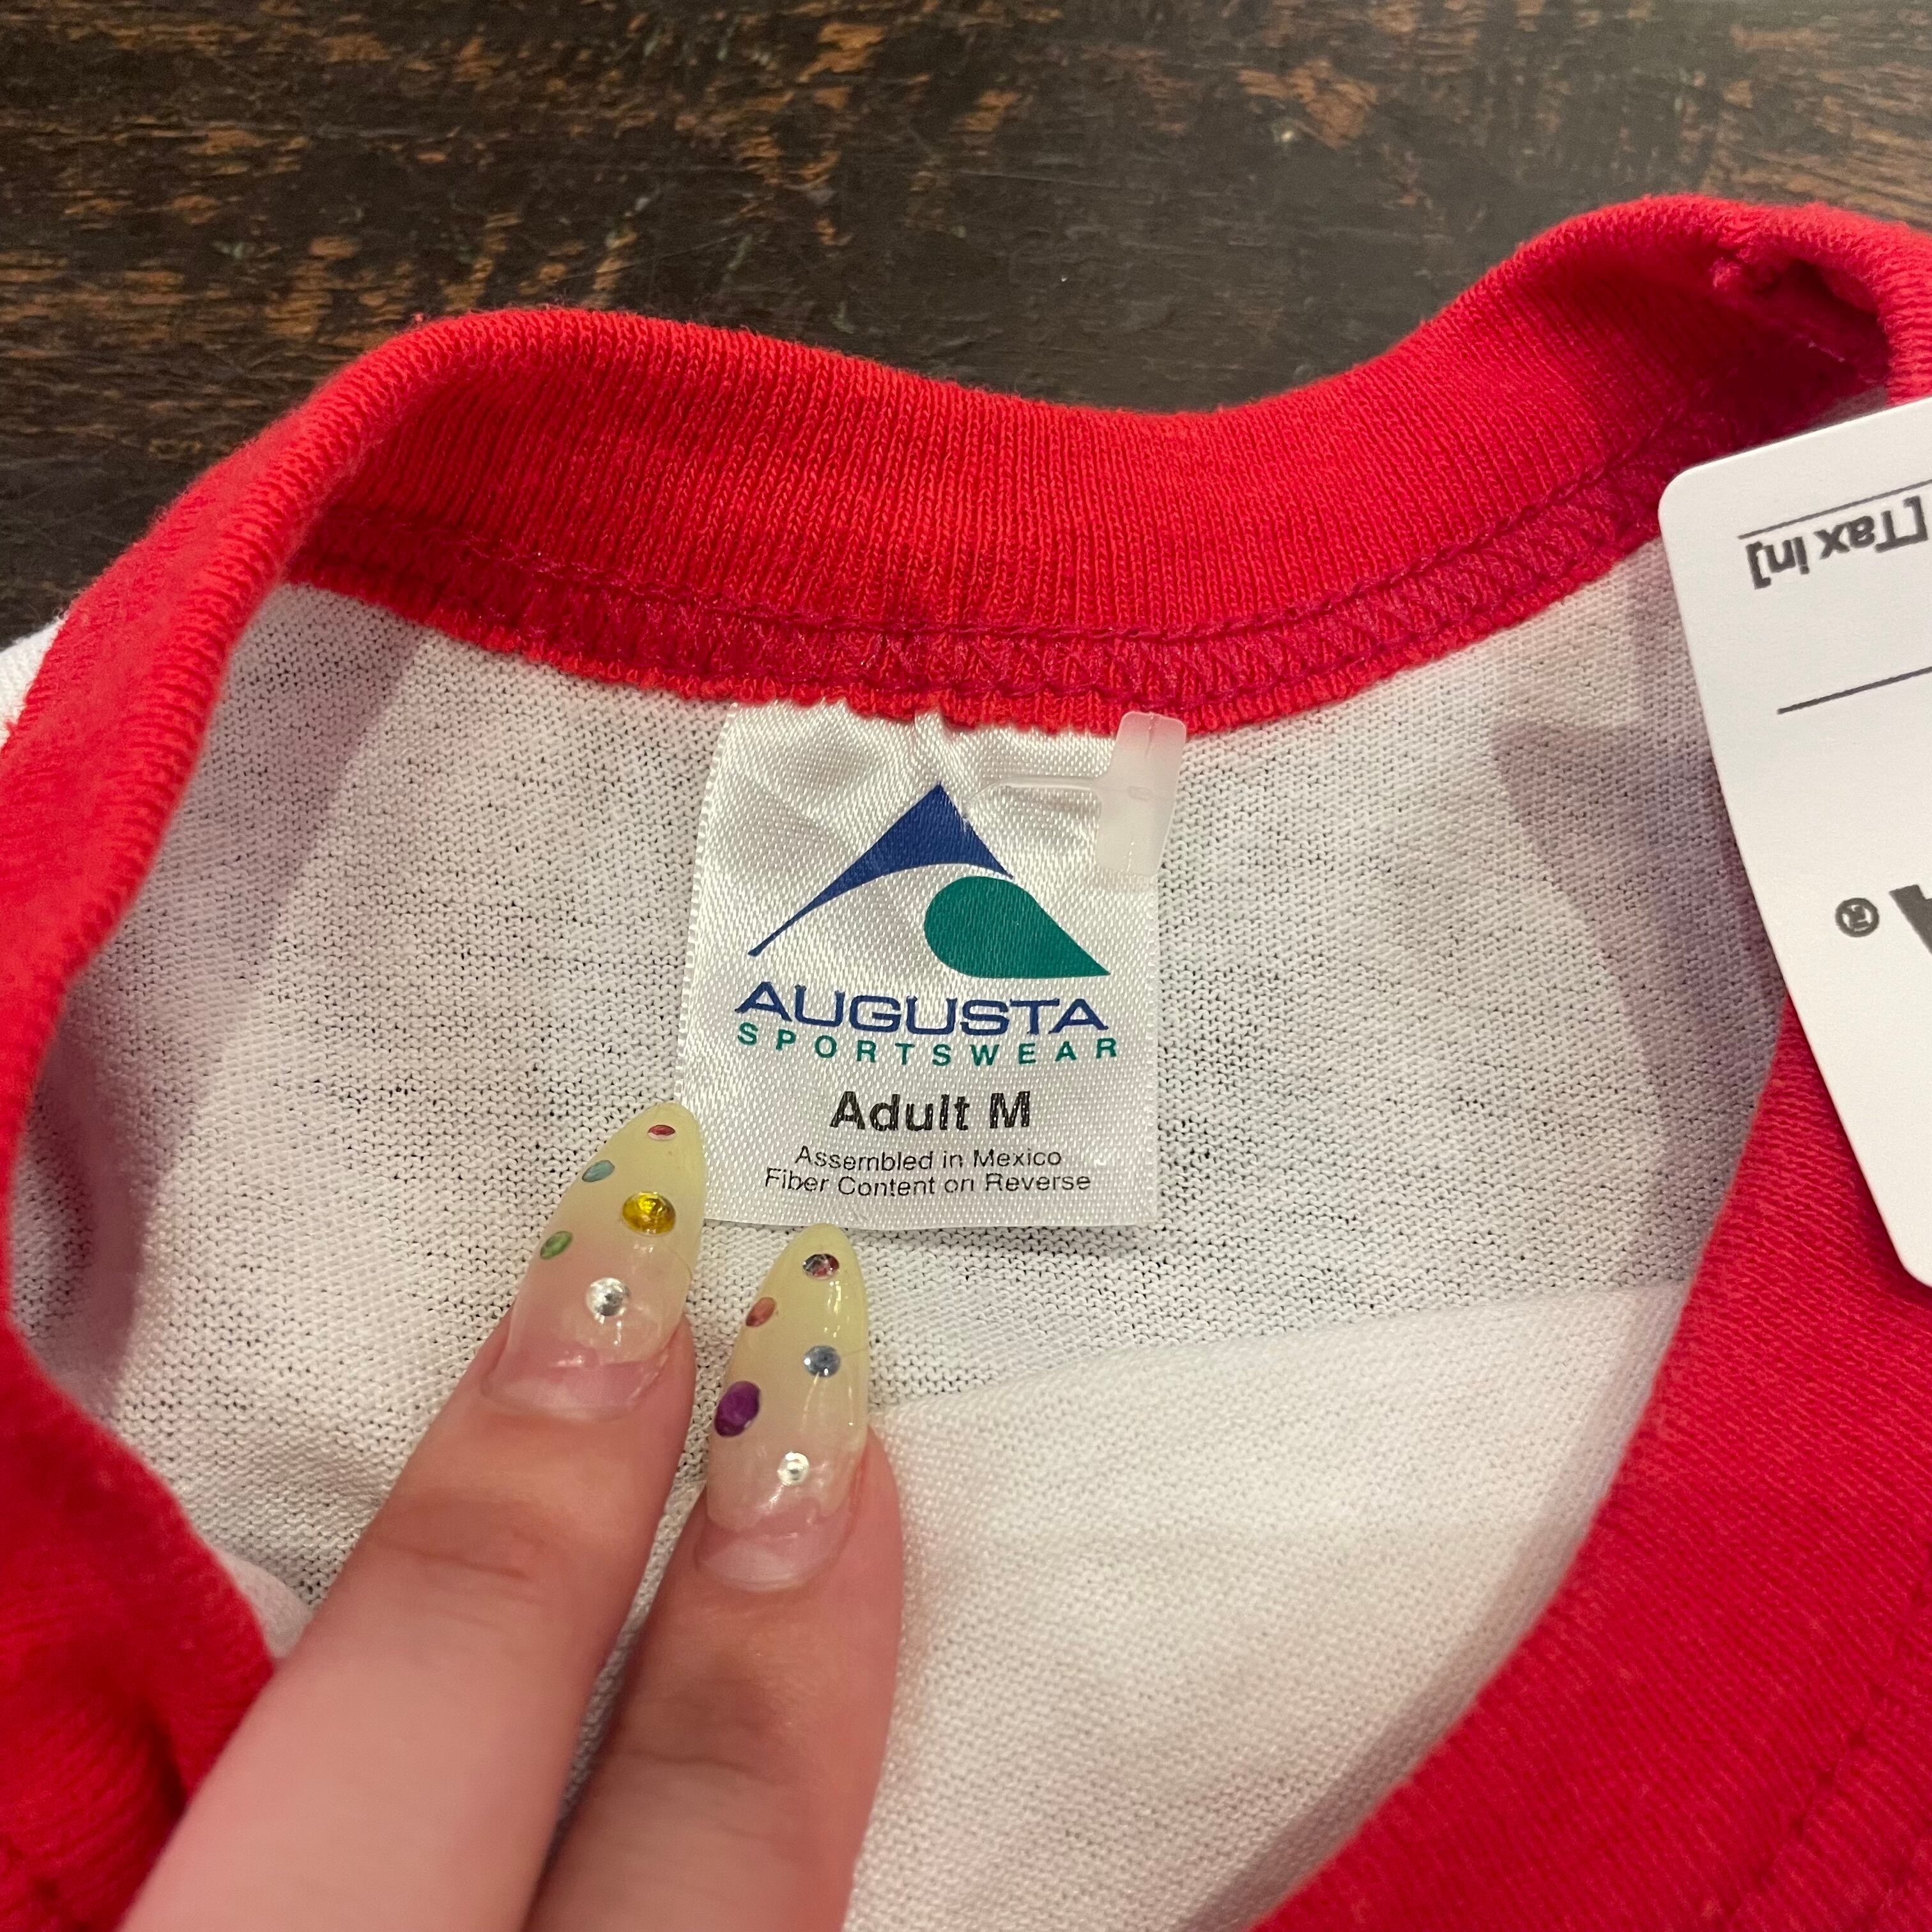 AUGUSTA
SPORTSWEAR
Adult M
Assembled in Mexico
Fiber Content on Reverse
[Tax in]
®